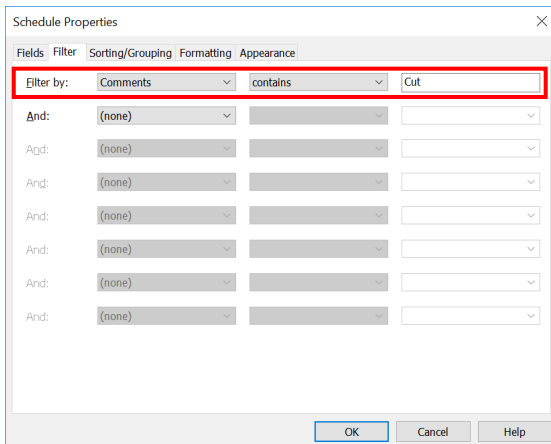 Schedule Properties
Fields Filter Sorting/Grouping Formatting Appearance
Filter by: Comments contains Cut
And: (none)
And: (none)
And: (none)
And: (none)
And: (none)
And: (none)
And: (none)
OK Cancel Help